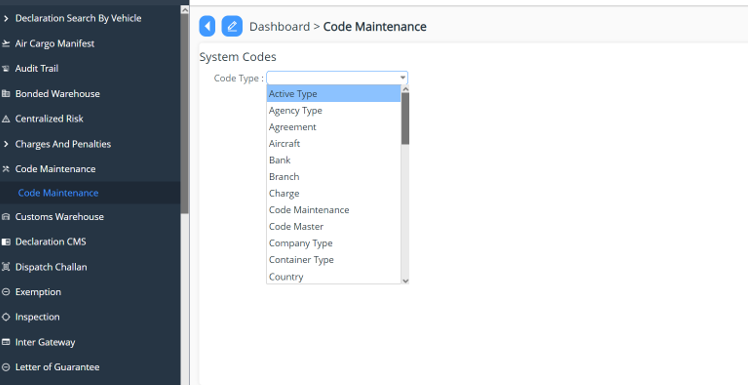 Declaration Search By Vehicle
Air Cargo Manifest
Audit Trail
Bonded Warehouse
Centralized Risk
Charges And Penalties
Code Maintenance
Code Maintenance
Customs Warehouse
Declaration CMS
Dispatch Challan
Exemption
Inspection
Inter Gateway
Letter of Guarantee
Dashboard > Code Maintenance
System Codes
Code Type :
Active Type
Agency Type
Agreement
Aircraft
Bank
Branch
Charge
Code Maintenance
Code Master
Company Type
Container Type
Country